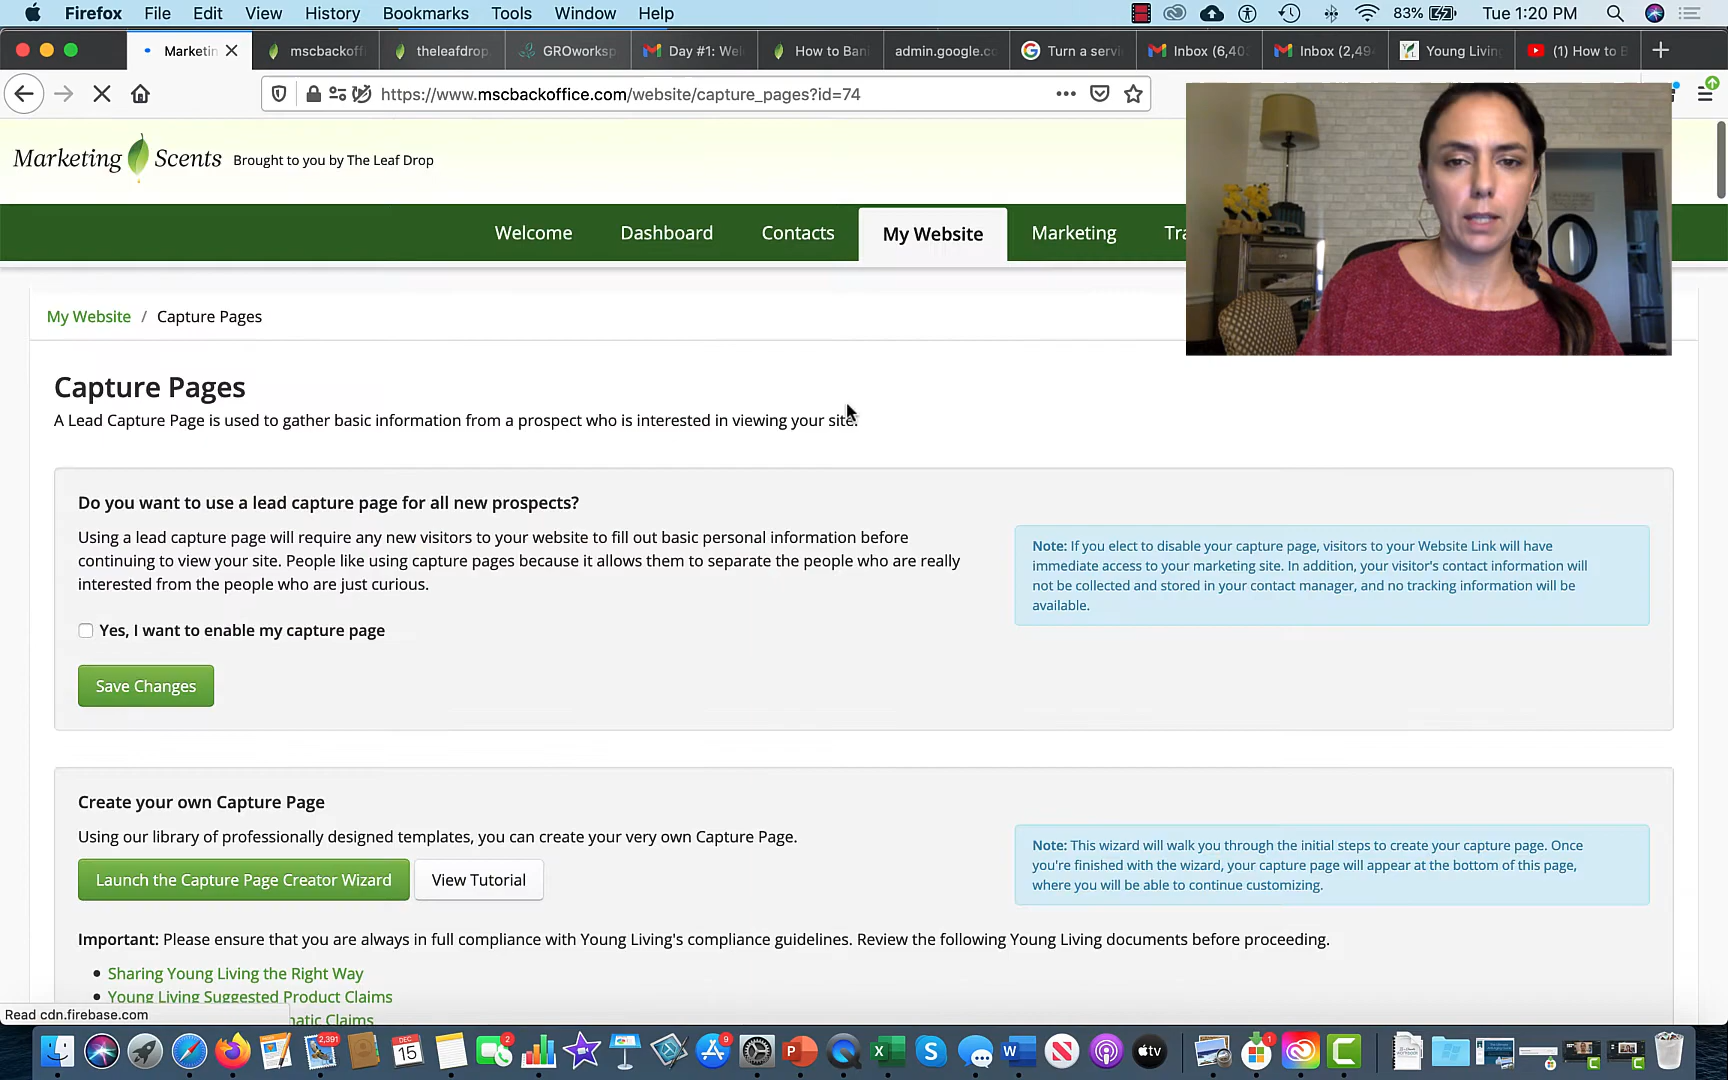 Firefox File Edit View History Bookmarks Tools Window Help 83% Tue 1:20 PM
Marketin mscbackoffi theleafdrop. GROworksp Day #1: Wel How to Bani admin.google.co Turn a servi Inbox (6,40 Inbox (2,494 Young Livin (1) How to B
https://www.mscbackoffice.com/website/capture_pages?id=74
Marketing Scents Brought to you by The Leaf Drop
Welcome Dashboard Contacts My Website Marketing Tra
My Website / Capture Pages
Capture Pages
A Lead Capture Page is used to gather basic information from a prospect who is interested in viewing your site.
Do you want to use a lead capture page for all new prospects?
Using a lead capture page will require any new visitors to your website to fill out basic personal information before
continuing to view your site. People like using capture pages because it allows them to separate the people who are really
interested from the people who are just curious.
Note: If you elect to disable your capture page, visitors to your Website Link will have
immediate access to your marketing site. In addition, your visitor's contact information will
not be collected and stored in your contact manager, and no tracking information will be
available.
Yes, I want to enable my capture page
Save Changes
Create your own Capture Page
Using our library of professionally designed templates, you can create your very own Capture Page.
Launch the Capture Page Creator Wizard View Tutorial
Note: This wizard will walk you through the initial steps to create your capture page. Once
you're finished with the wizard, your capture page will appear at the bottom of this page,
where you will be able to continue customizing.
Important: Please ensure that you are always in full compliance with Young Living's compliance guidelines. Review the following Young Living documents before proceeding.
Sharing Young Living the Right Way
Young Living Suggested Product Claims
natic Claims
Read cdn.firebase.com
2,391 DEC 15 2 9 tv 1